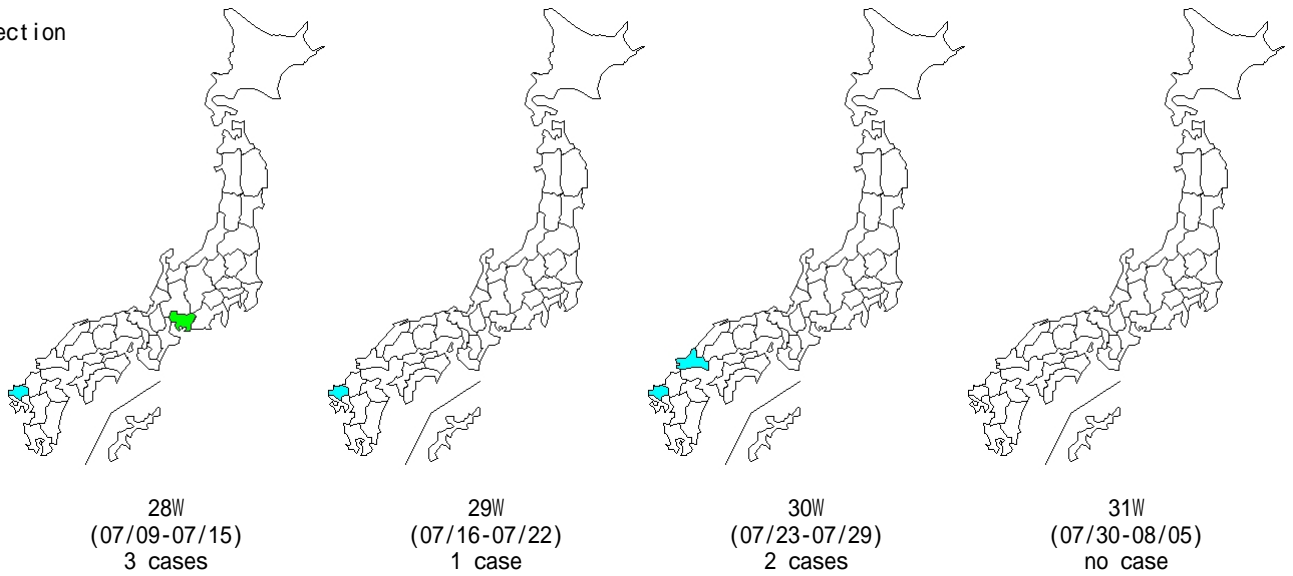 ection
28W
(07/09-07/15)
3 cases
29W
(07/16-07/22)
1 case
30W
(07/23-07/29)
2 cases
31W
(07/30-08/05)
no case